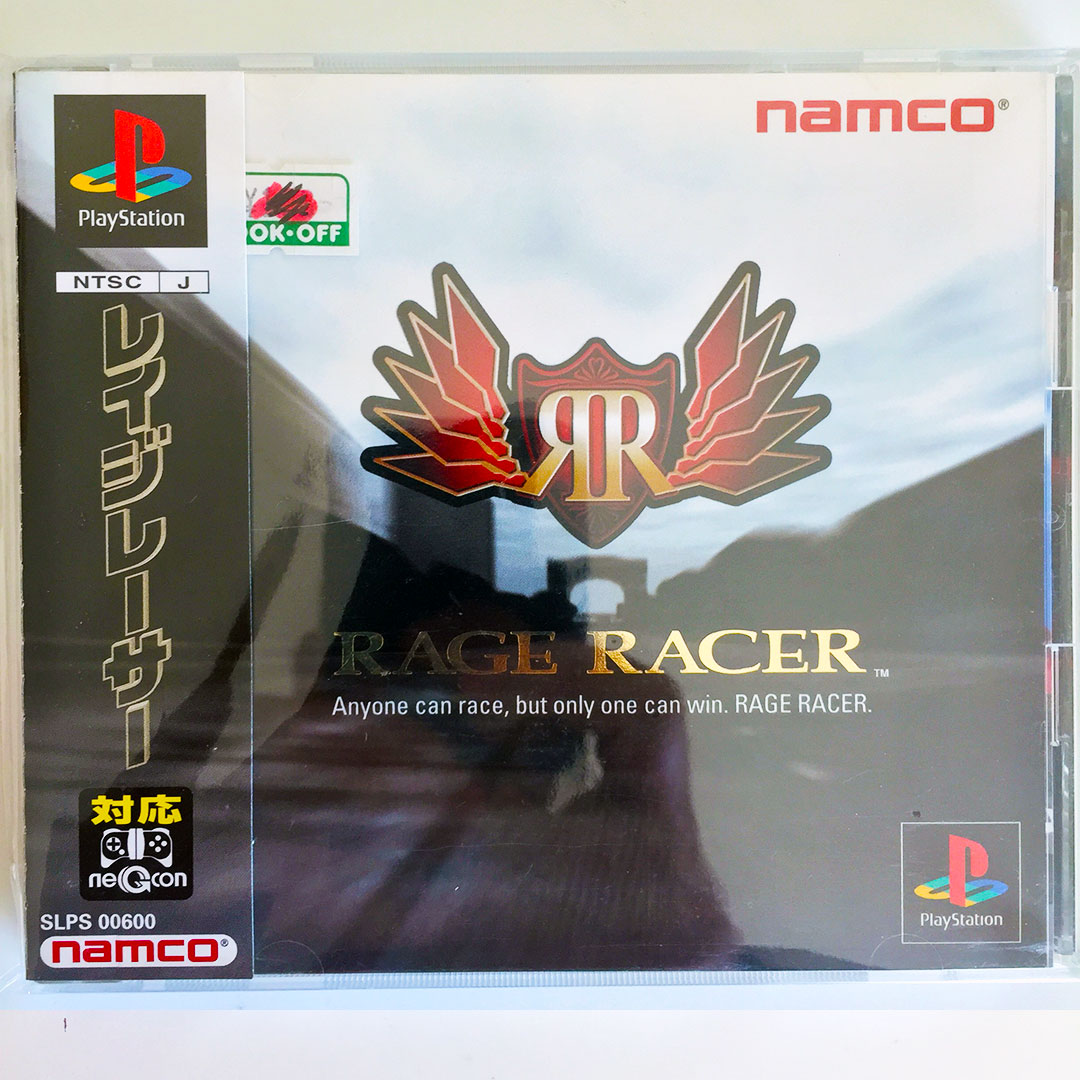 PlayStation
NTSC J
レイジレーサー
対応
neGcon
SLPS 00600
namco®
namco®
OK·OFF
RR
RAGE RACER™
Anyone can race, but only one can win. RAGE RACER.
PlayStation